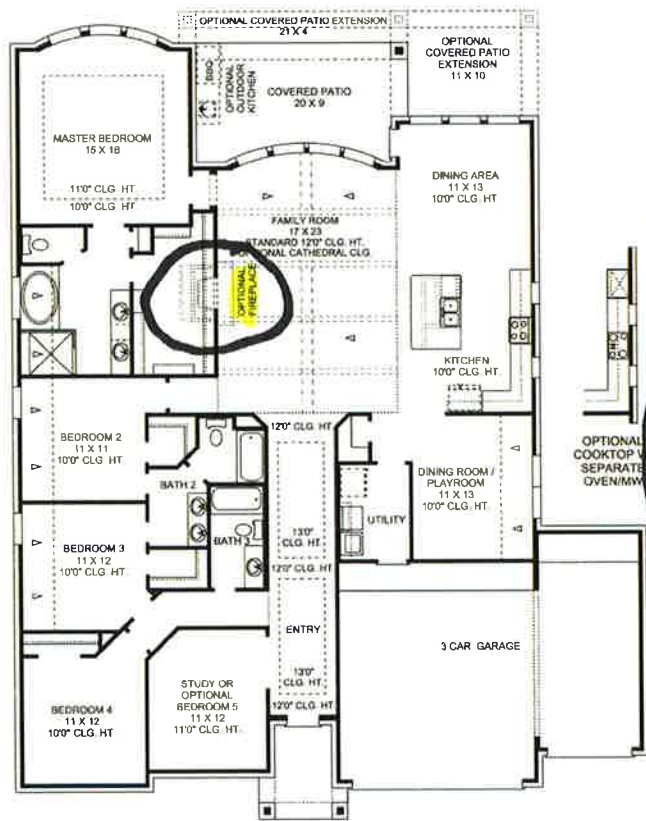 OPTIONAL COVERED PATIO EXTENSION
21 X 4
OPTIONAL
COVERED PATIO
EXTENSION
11 X 10
BBQ
OPTIONAL
OUTDOOR
KITCHEN
COVERED PATIO
20 X 9
MASTER BEDROOM
15 X 18
11'0" CLG. HT.
10'0" CLG. HT.
DINING AREA
11 X 13
10'0" CLG. HT.
FAMILY ROOM
17 X 23
STANDARD 12'0" CLG. HT.
CATHEDRAL CLG.
OPTIONAL
FIREPLACE
KITCHEN
10'0" CLG. HT.
BEDROOM 2
11 X 11
10'0" CLG. HT.
12'0" CLG. HT.
BATH 2
DINING ROOM /
PLAYROOM
11 X 13
10'0" CLG. HT.
OPTIONAL
COOKTOP W
SEPARATE
OVEN/MW
UTILITY
BATH 3
13'0"
CLG. HT.
12'0" CLG. HT.
BEDROOM 3
11 X 12
10'0" CLG. HT.
ENTRY
3 CAR GARAGE
13'0"
CLG. HT.
12'0" CLG. HT.
STUDY OR
OPTIONAL
BEDROOM 5
11 X 12
11'0" CLG. HT.
BEDROOM 4
11 X 12
10'0" CLG. HT.